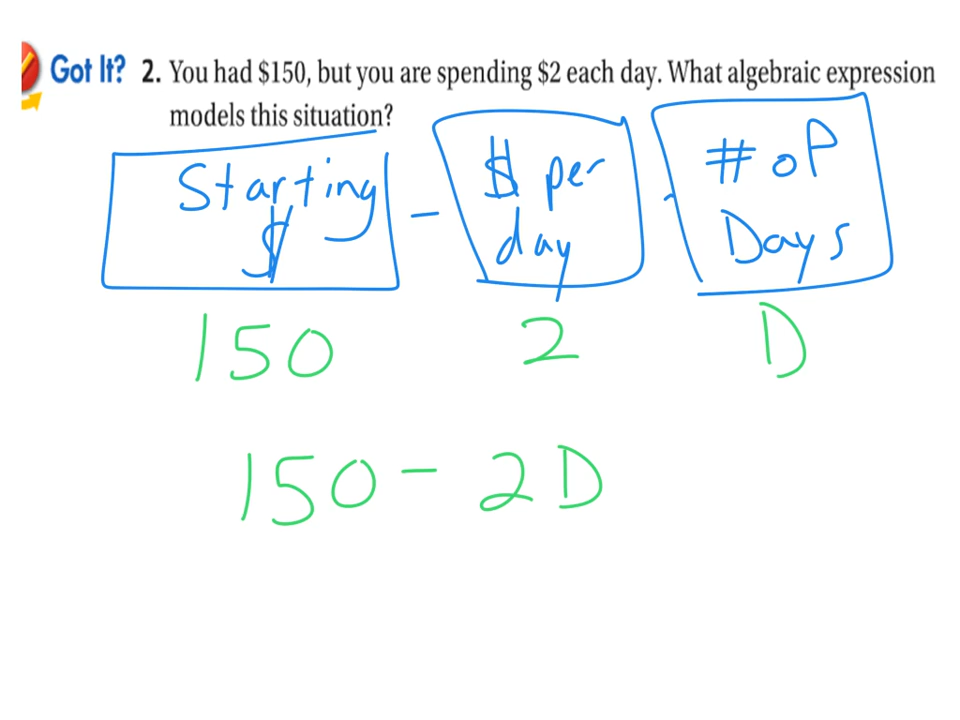 Got It? 2. You had $150, but you are spending $2 each day. What algebraic expression
models this situation?
Starting $ - $ per day · # of Days
150 2 D
150 - 2D